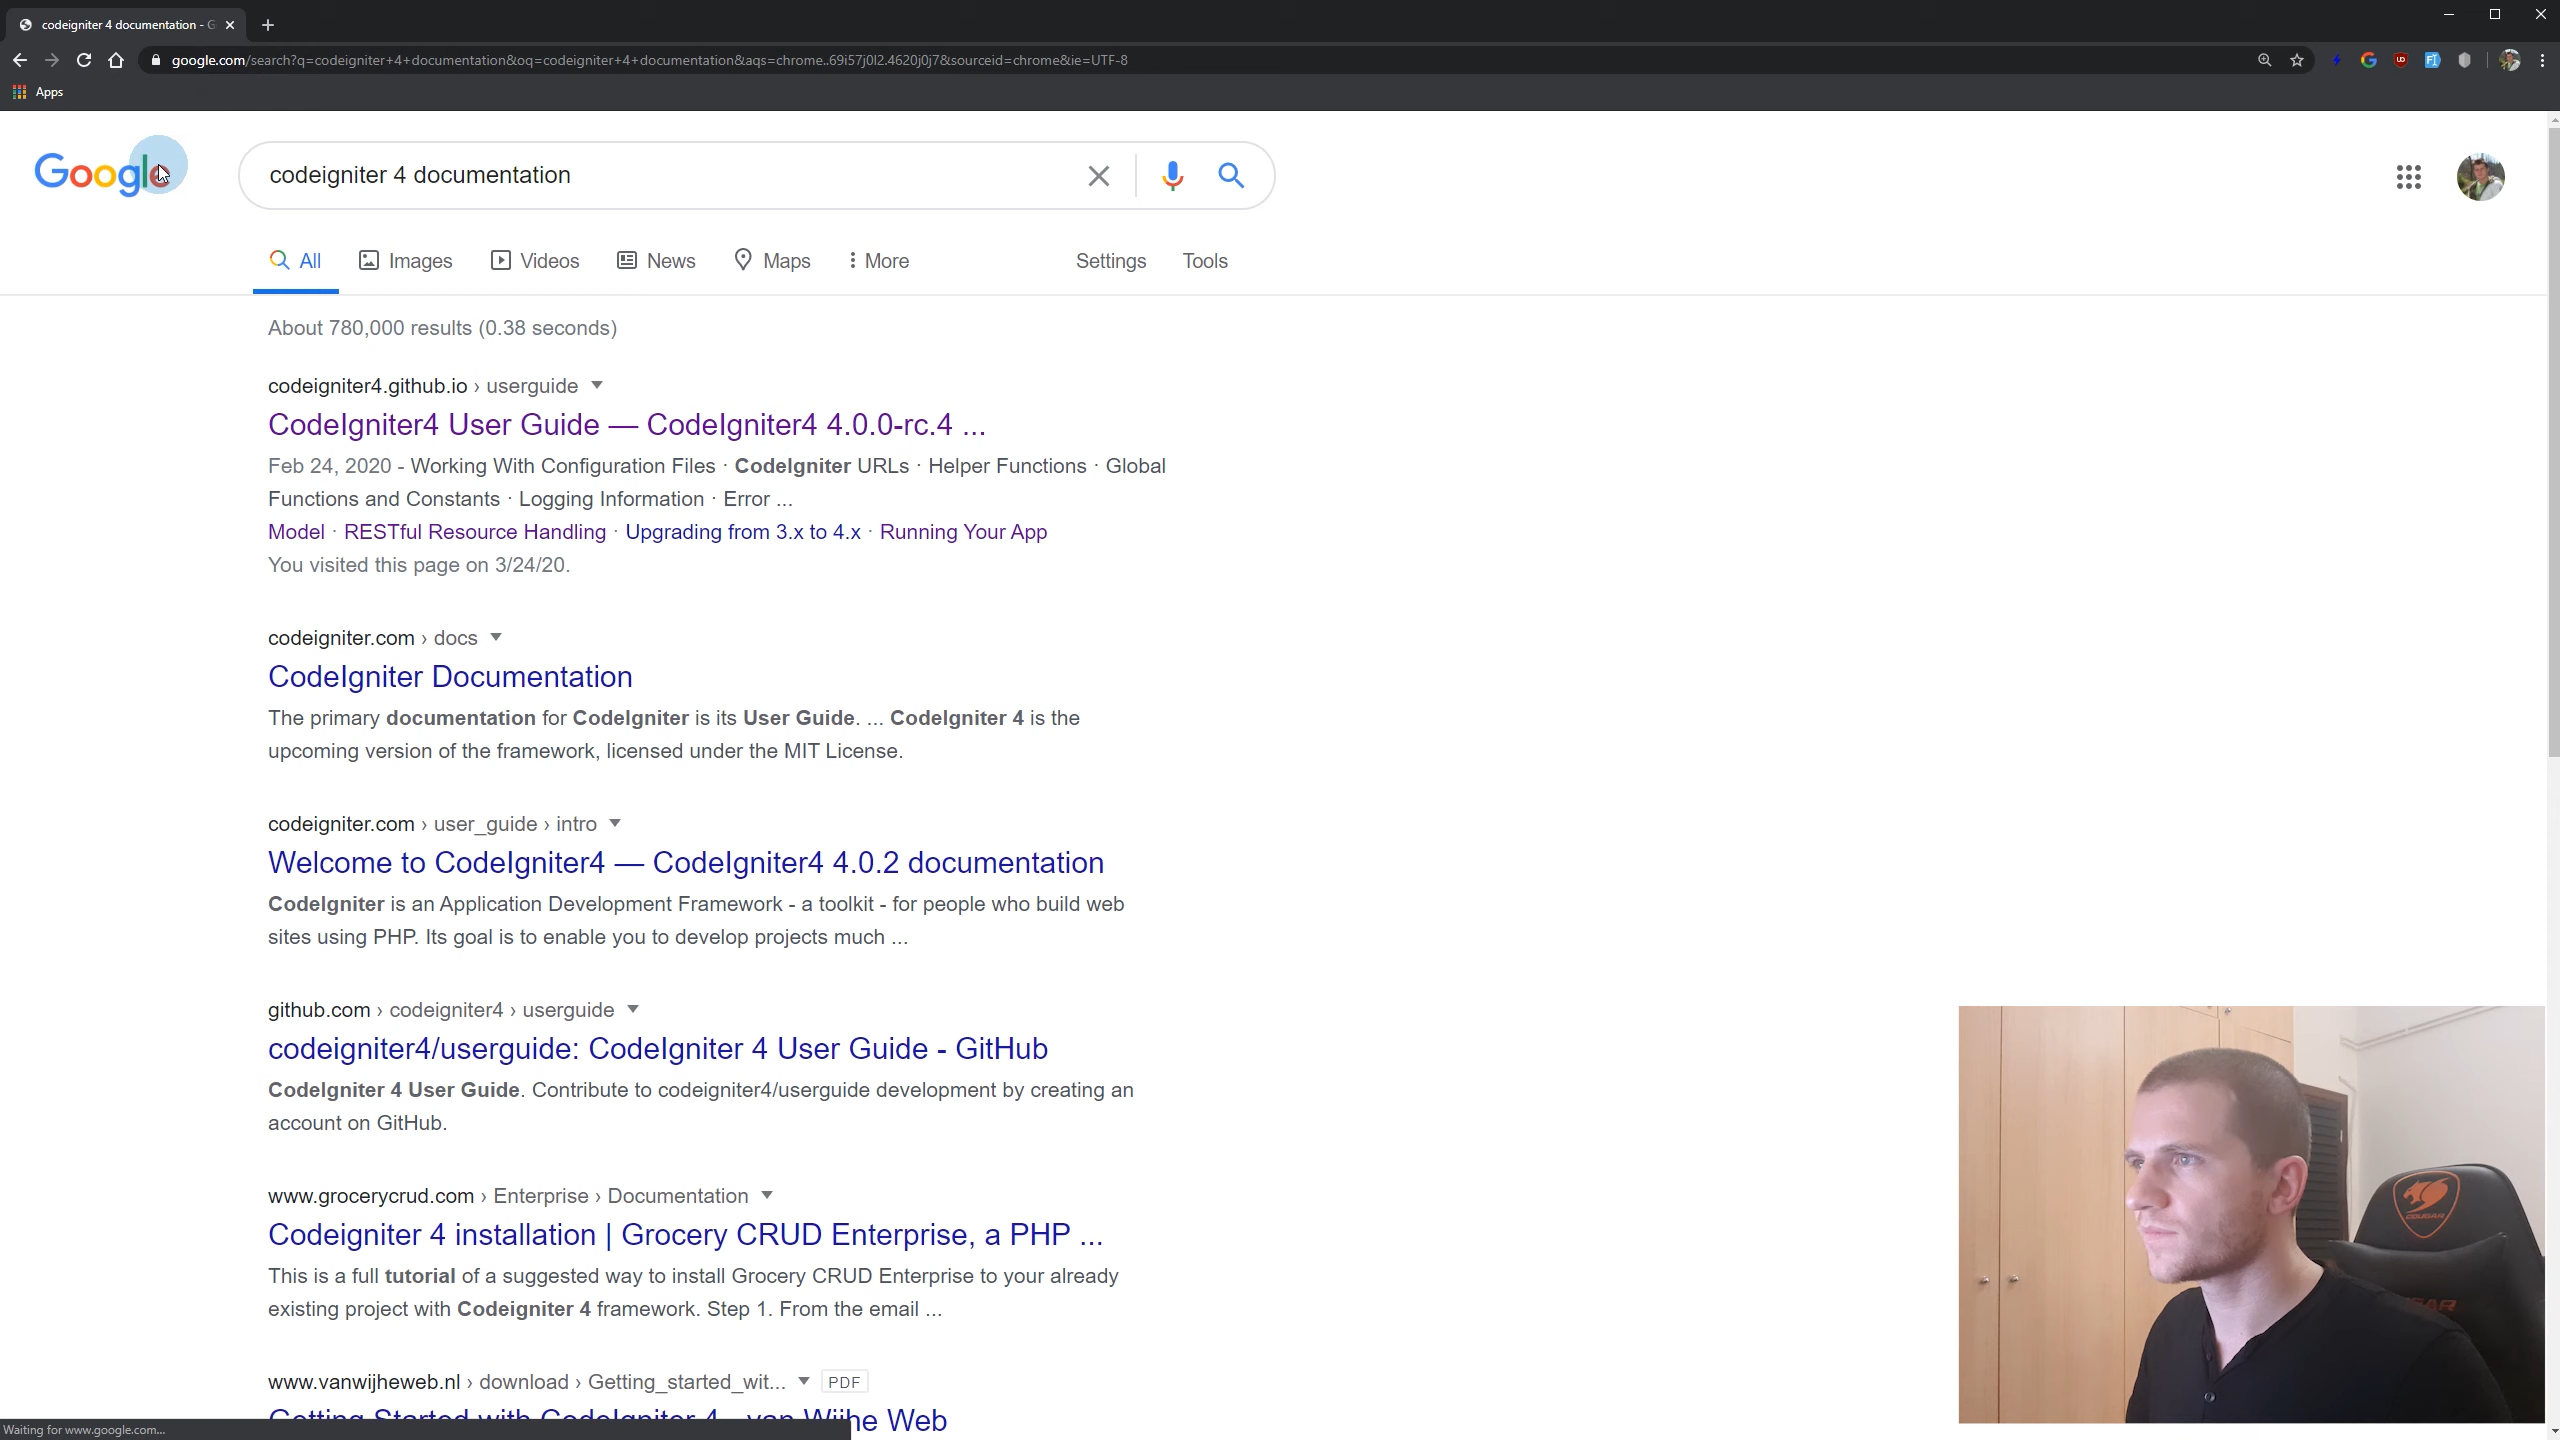 codeigniter 4 documentation - G
google.com/search?q=codeigniter+4+documentation&oq=codeigniter+4+documentation&aqs=chrome..69i57j0l2.4620j0j7&sourceid=chrome&ie=UTF-8
Apps
Google
codeigniter 4 documentation
All Images Videos News Maps More Settings Tools
About 780,000 results (0.38 seconds)
codeigniter4.github.io › userguide
CodeIgniter4 User Guide — CodeIgniter4 4.0.0-rc.4 ...
Feb 24, 2020 - Working With Configuration Files · CodeIgniter URLs · Helper Functions · Global
Functions and Constants · Logging Information · Error ...
Model · RESTful Resource Handling · Upgrading from 3.x to 4.x · Running Your App
You visited this page on 3/24/20.
codeigniter.com › docs
CodeIgniter Documentation
The primary documentation for CodeIgniter is its User Guide. ... CodeIgniter 4 is the
upcoming version of the framework, licensed under the MIT License.
codeigniter.com › user_guide › intro
Welcome to CodeIgniter4 — CodeIgniter4 4.0.2 documentation
CodeIgniter is an Application Development Framework - a toolkit - for people who build web
sites using PHP. Its goal is to enable you to develop projects much ...
github.com › codeigniter4 › userguide
codeigniter4/userguide: CodeIgniter 4 User Guide - GitHub
CodeIgniter 4 User Guide. Contribute to codeigniter4/userguide development by creating an
account on GitHub.
www.grocerycrud.com › Enterprise › Documentation
Codeigniter 4 installation | Grocery CRUD Enterprise, a PHP ...
This is a full tutorial of a suggested way to install Grocery CRUD Enterprise to your already
existing project with Codeigniter 4 framework. Step 1. From the email ...
www.vanwijheweb.nl › download › Getting_started_wit... PDF
Getting Started with CodeIgniter 4 - van Wijhe Web
Waiting for www.google.com...
COUGAR